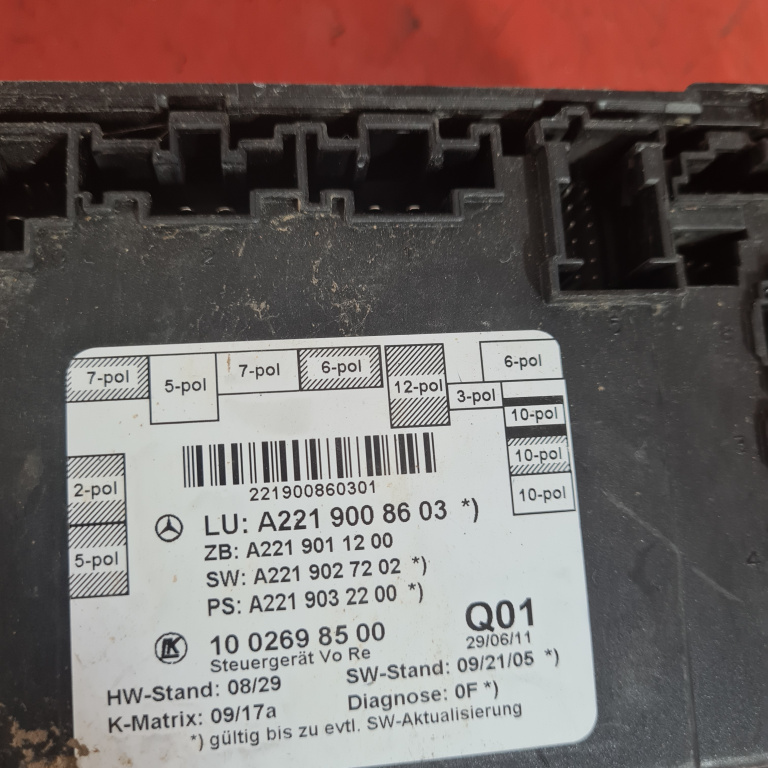 7-pol
5-pol
7-pol
6-pol
12-pol
3-pol
6-pol
10-pol
10-pol
10-pol
2-pol
5-pol
221900860301
LU: A221 900 86 03 *)
ZB: A221 901 12 00
SW: A221 902 72 02 *)
PS: A221 903 22 00 *)
LK
10 0269 85 00
Steuergerät Vo Re
Q01
29/06/11
HW-Stand: 08/29
SW-Stand: 09/21/05 *)
K-Matrix: 09/17a
Diagnose: 0F *)
*) gültig bis zu evtl. SW-Aktualisierung
2
5